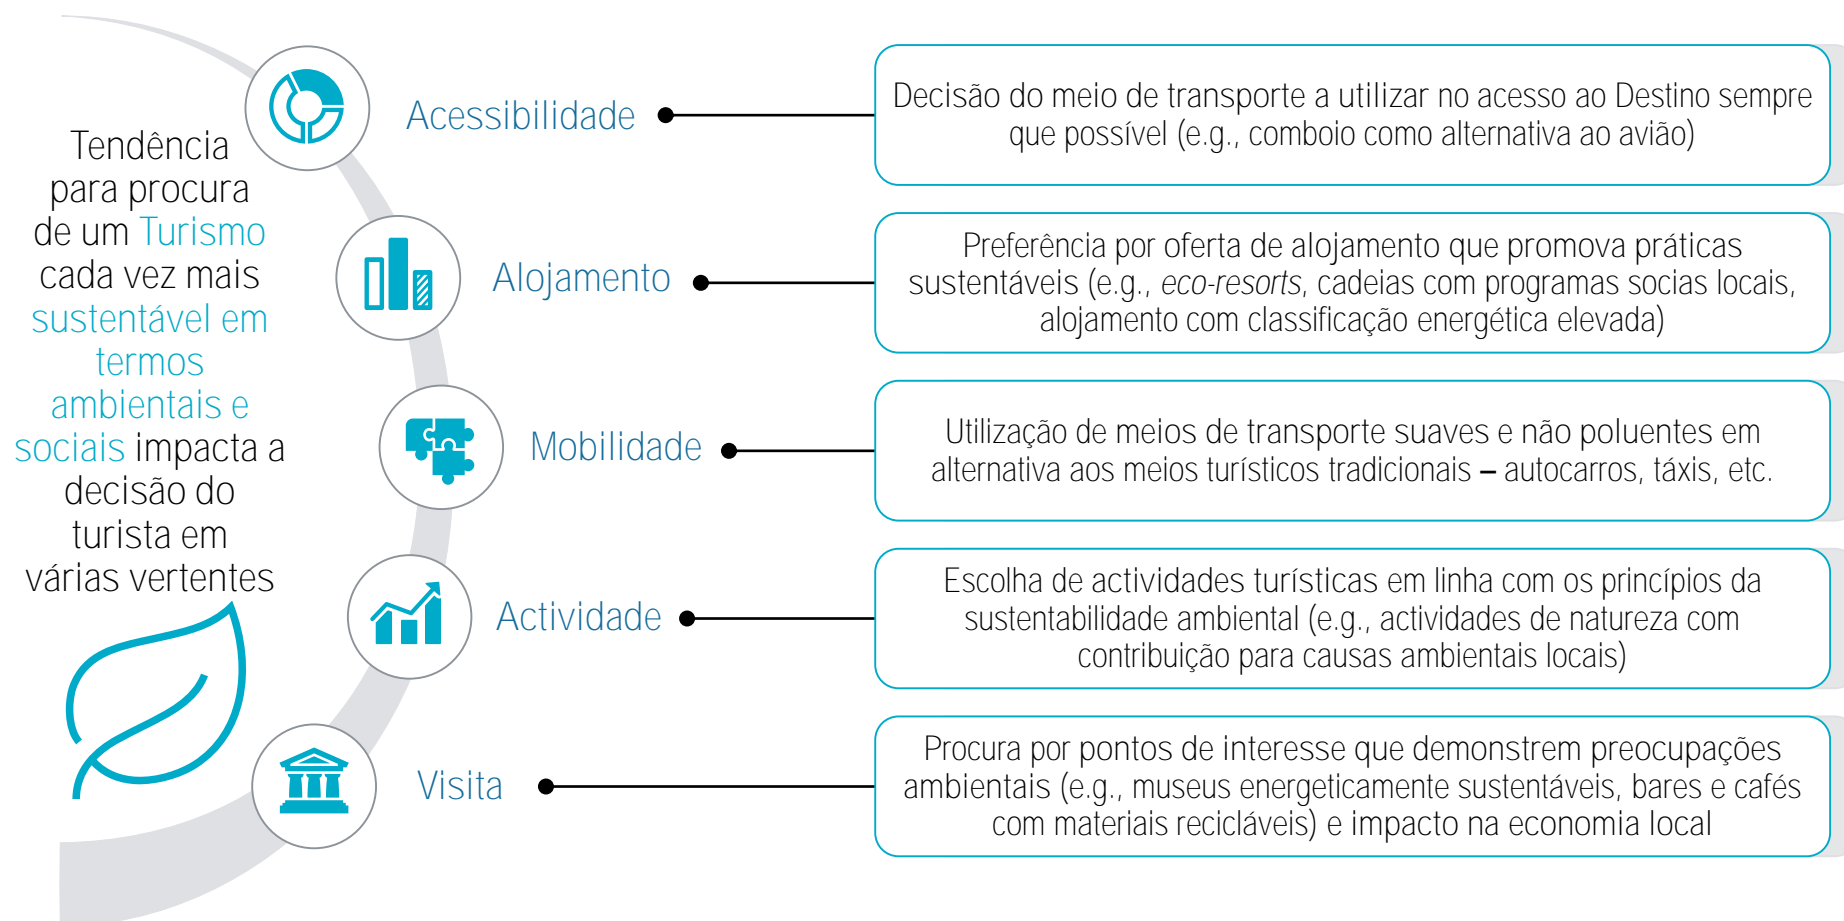 Tendência
para procura
de um Turismo
cada vez mais
sustentável em
termos
ambientais e
sociais impacta a
decisão do
turista em
várias vertentes
Acessibilidade
Decisão do meio de transporte a utilizar no acesso ao Destino sempre
que possível (e.g., comboio como alternativa ao avião)
Alojamento
Preferência por oferta de alojamento que promova práticas
sustentáveis (e.g., eco-resorts, cadeias com programas socias locais,
alojamento com classificação energética elevada)
Mobilidade
Utilização de meios de transporte suaves e não poluentes em
alternativa aos meios turísticos tradicionais – autocarros, táxis, etc.
Actividade
Escolha de actividades turísticas em linha com os princípios da
sustentabilidade ambiental (e.g., actividades de natureza com
contribuição para causas ambientais locais)
Visita
Procura por pontos de interesse que demonstrem preocupações
ambientais (e.g., museus energeticamente sustentáveis, bares e cafés
com materiais recicláveis) e impacto na economia local